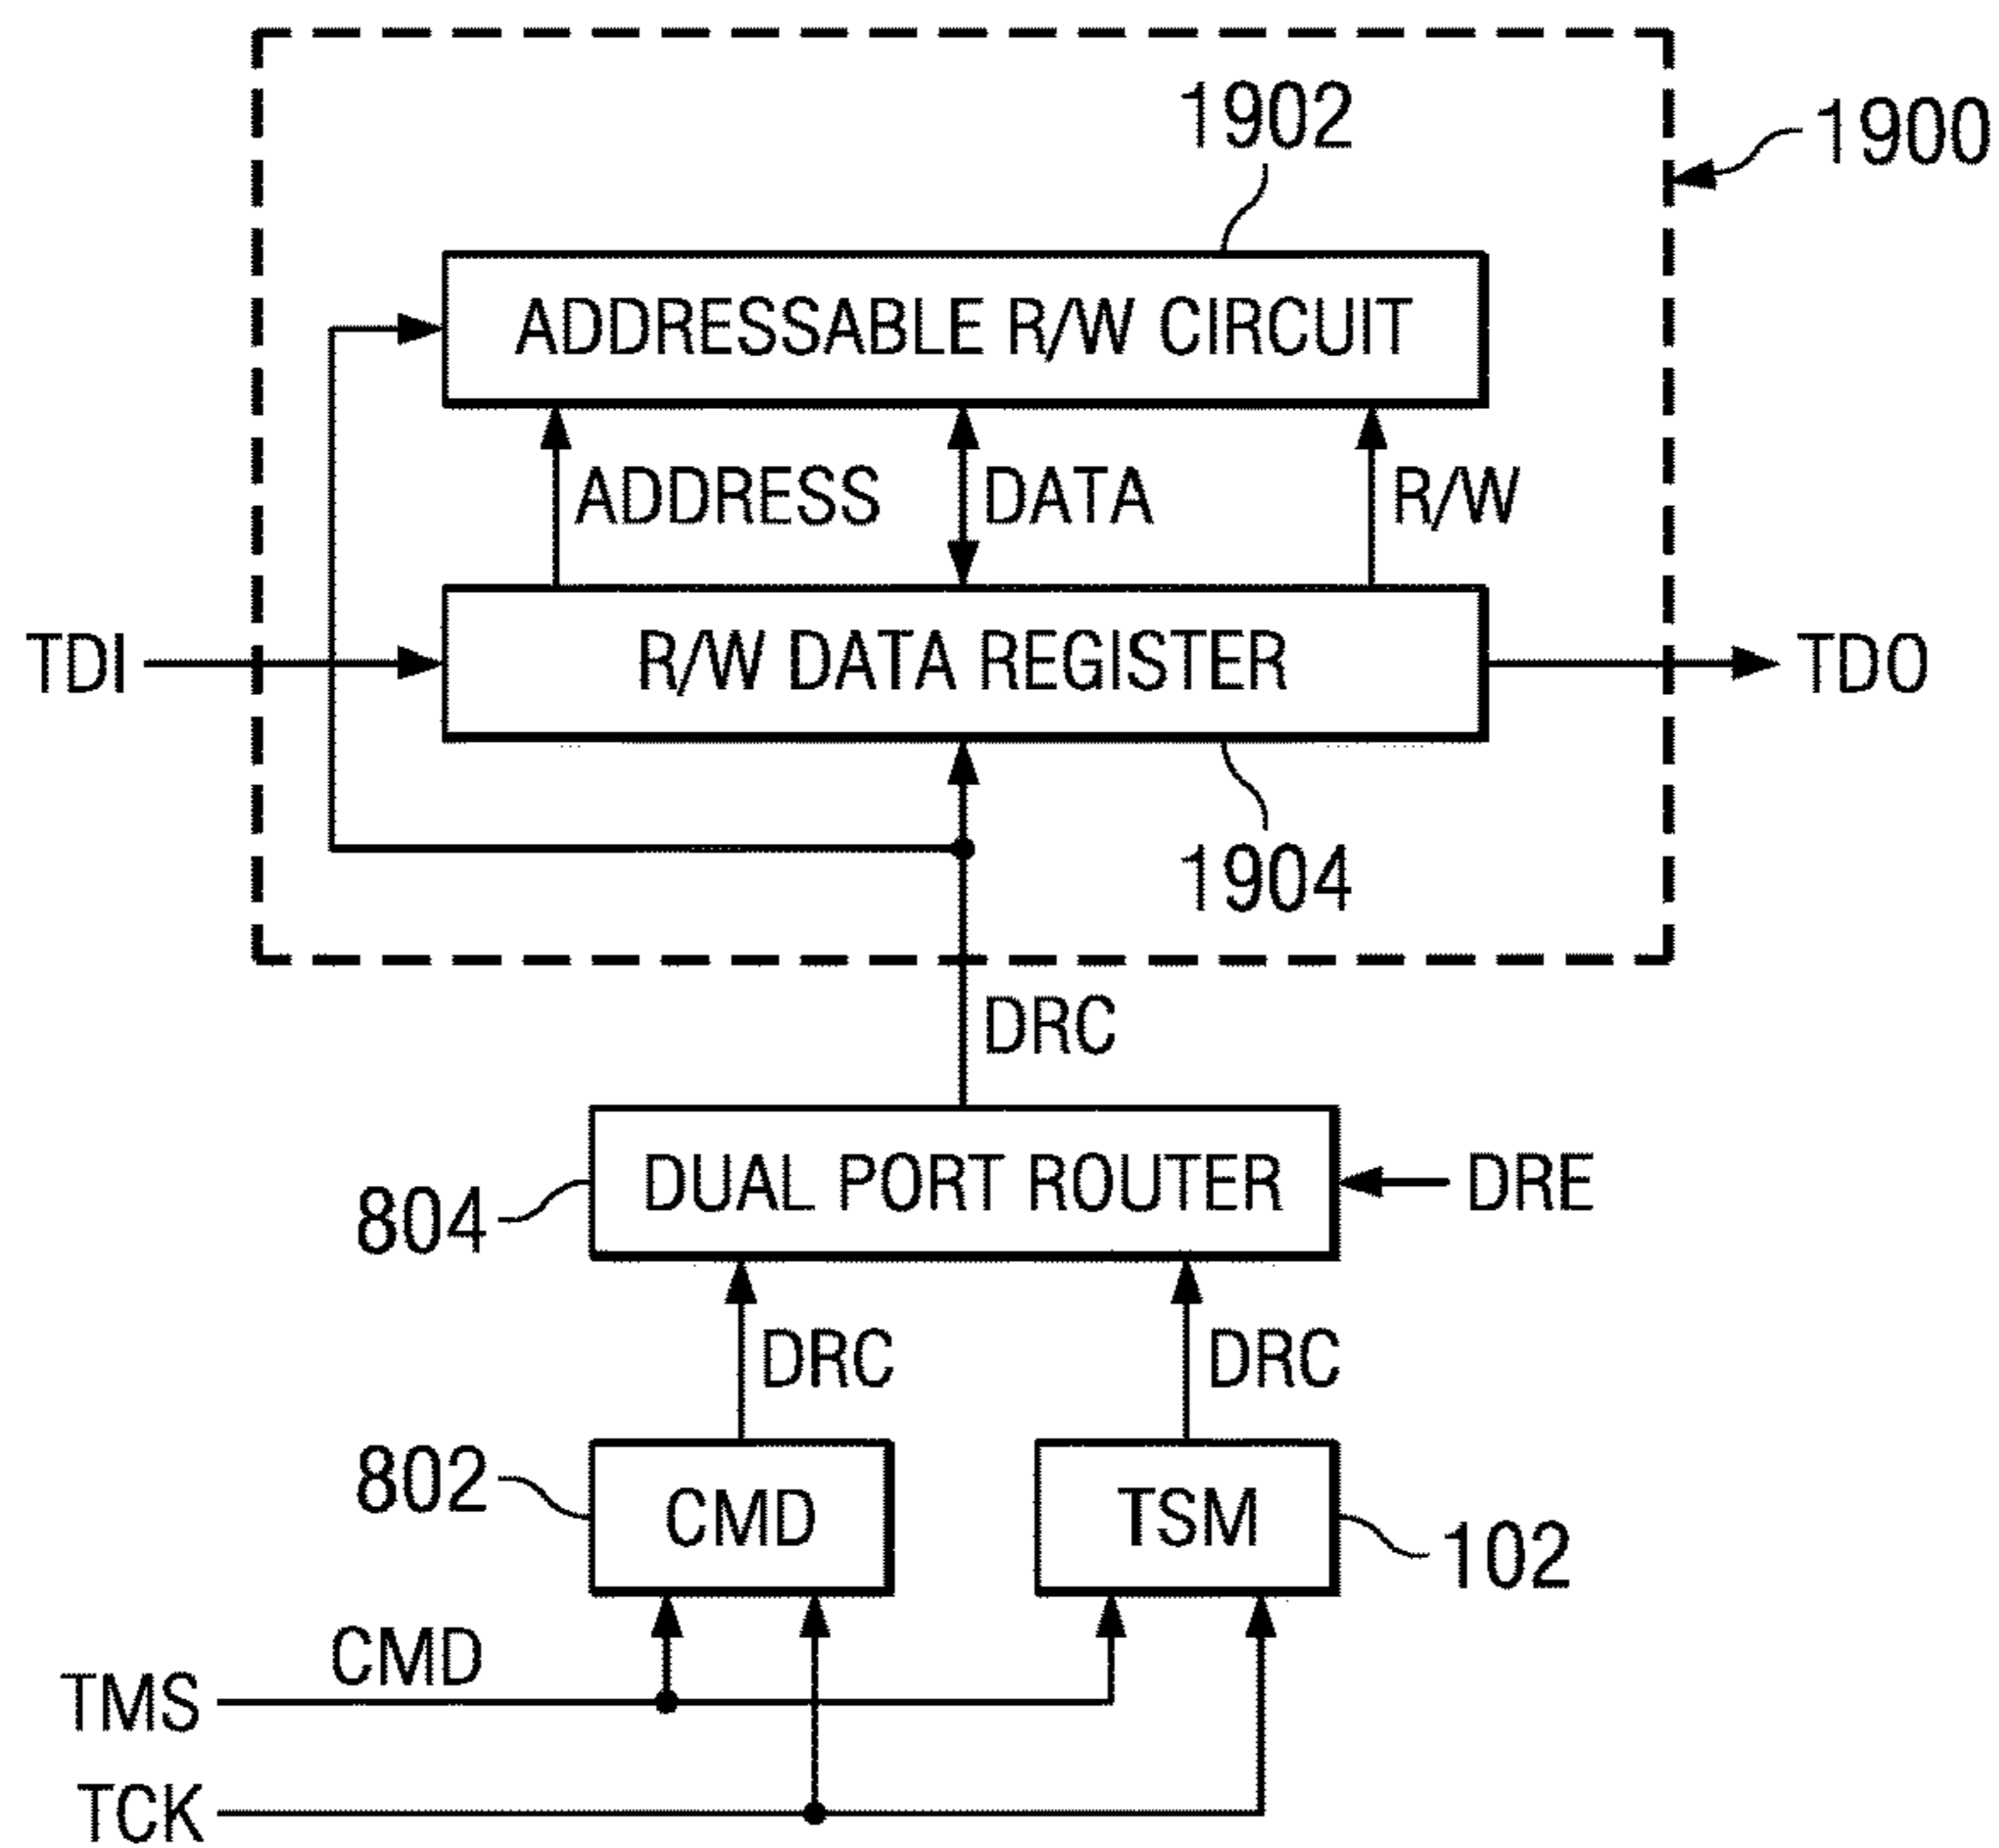 1902
1900
ADDRESSABLE R/W CIRCUIT
ADDRESS
DATA
R/W
TDI
R/W DATA REGISTER
TDO
1904
DRC
804
DUAL PORT ROUTER
DRE
DRC
DRC
802
CMD
TSM
102
CMD
TMS
TCK